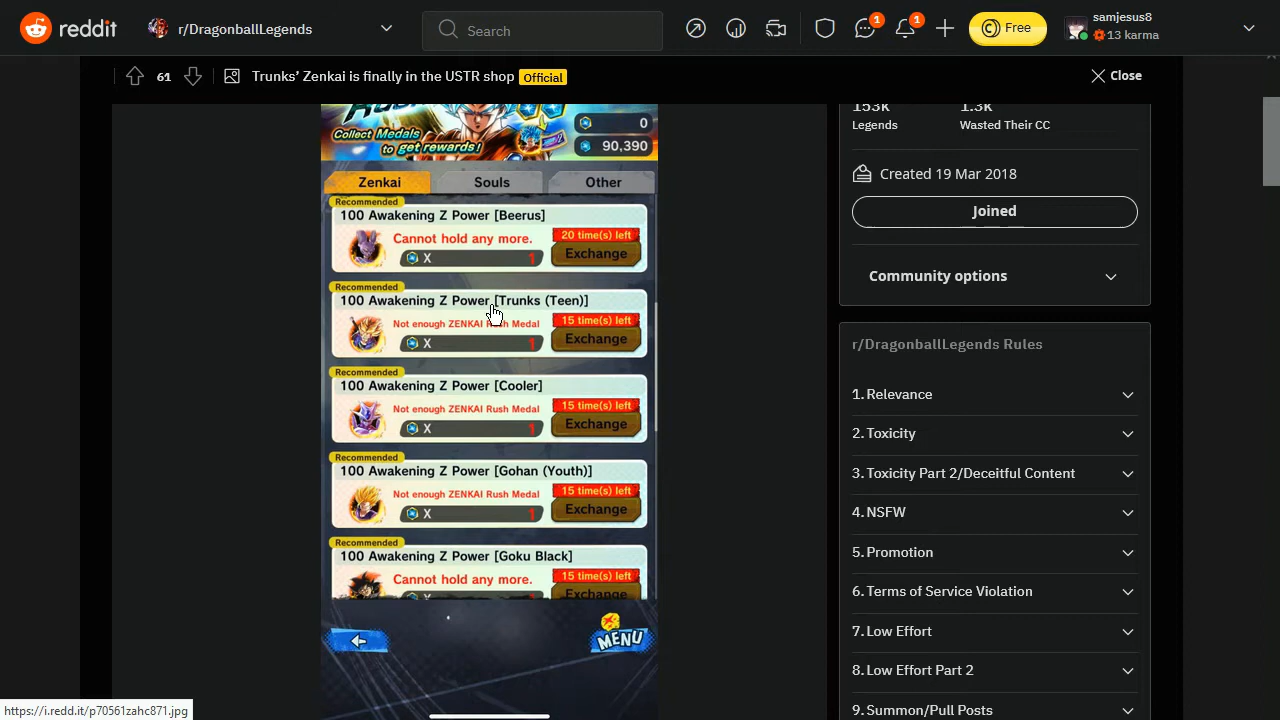 reddit
r/DragonballLegends
Search
1
1
Free
samjesus8
13 karma
61
Trunks’ Zenkai is finally in the USTR shop
Official
Close
Collect Medals
to get rewards!
0
90,390
Zenkai
Souls
Other
Recommended
100 Awakening Z Power [Beerus]
Cannot hold any more.
20 time(s) left
X
1
Exchange
Recommended
100 Awakening Z Power [Trunks (Teen)]
Not enough ZENKAI Rush Medal
15 time(s) left
X
1
Exchange
Recommended
100 Awakening Z Power [Cooler]
Not enough ZENKAI Rush Medal
15 time(s) left
X
1
Exchange
Recommended
100 Awakening Z Power [Gohan (Youth)]
Not enough ZENKAI Rush Medal
15 time(s) left
X
1
Exchange
Recommended
100 Awakening Z Power [Goku Black]
Cannot hold any more.
15 time(s) left
Exchange
MENU
153k
1.3k
Legends
Wasted Their CC
Created 19 Mar 2018
Joined
Community options
r/DragonballLegends Rules
1. Relevance
2. Toxicity
3. Toxicity Part 2/Deceitful Content
4. NSFW
5. Promotion
6. Terms of Service Violation
7. Low Effort
8. Low Effort Part 2
9. Summon/Pull Posts
https://i.redd.it/p70561zahc871.jpg